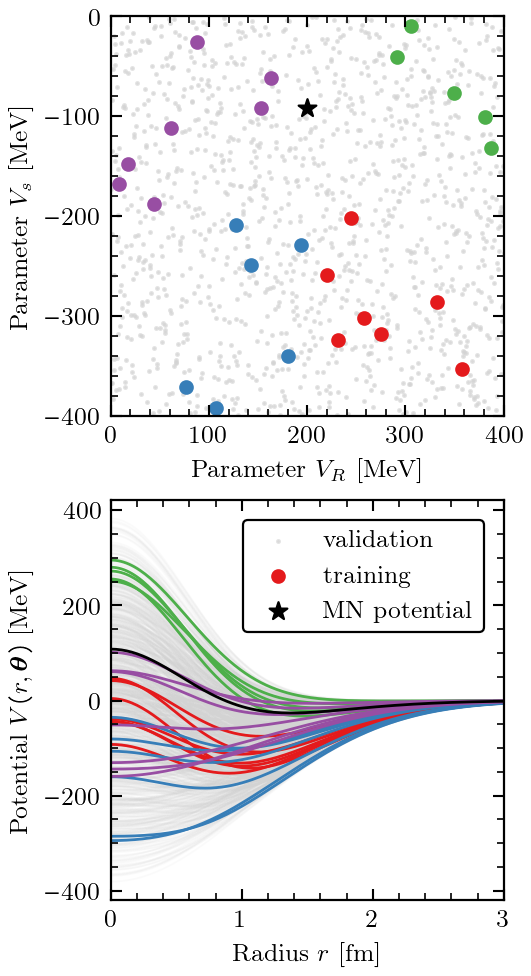 0
−100
−200
−300
−400
Parameter V_s [MeV]
0 100 200 300 400
Parameter V_R [MeV]
400
200
0
−200
−400
Potential V(r, θ) [MeV]
validation
training
MN potential
0 1 2 3
Radius r [fm]